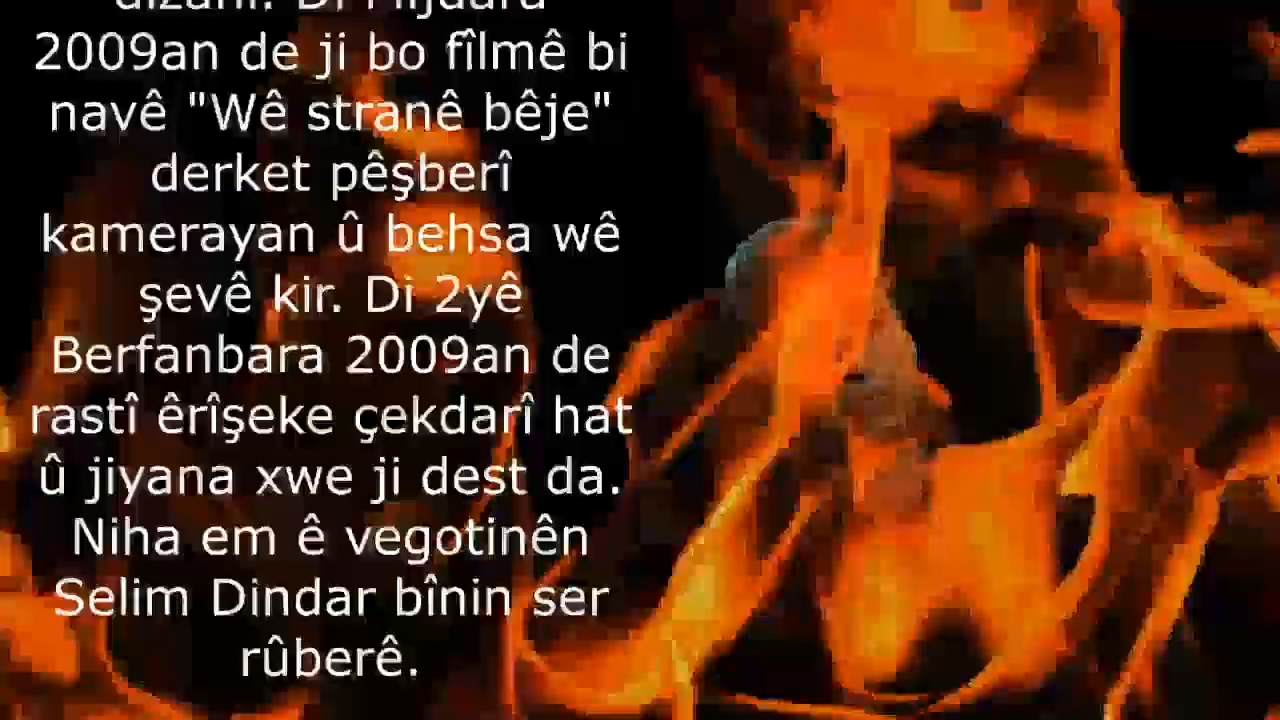 2009an de ji bo fîlmê bi
navê "Wê stranê bêje"
derket pêşberî
kamerayan û behsa wê
şevê kir. Di 2yê
Berfanbara 2009an de
rastî êrîşeke çekdarî hat
û jiyana xwe ji dest da.
Niha em ê vegotinên
Selim Dindar bînin ser
rûberê.